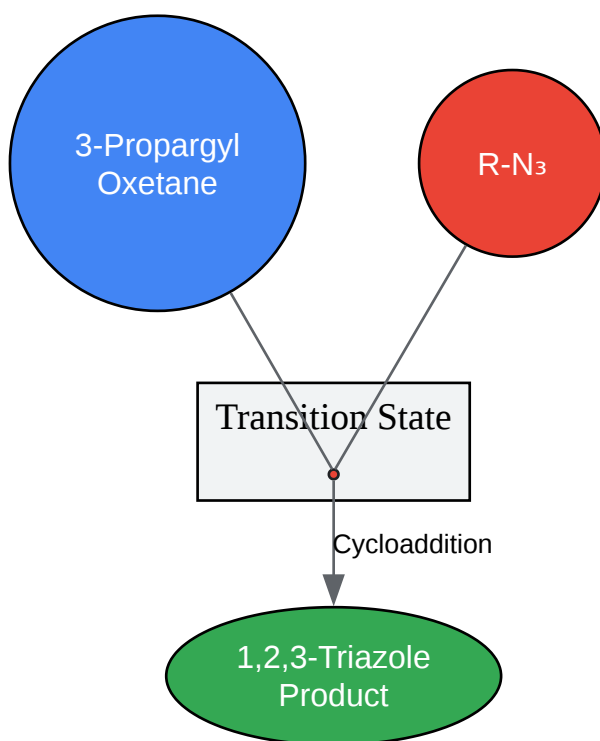 3-Propargyl
Oxetane
R-N₃
Transition State
Cycloaddition
1,2,3-Triazole
Product